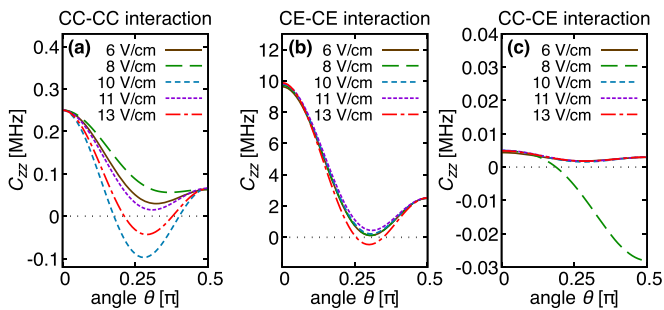 CC-CC interaction
CE-CE interaction
CC-CE interaction
(a)
6 V/cm
8 V/cm
10 V/cm
11 V/cm
13 V/cm
C_zz [MHz]
0.4
0.3
0.2
0.1
0
-0.1
0
0.25
0.5
angle θ [π]
(b)
6 V/cm
8 V/cm
10 V/cm
11 V/cm
13 V/cm
C_zz [MHz]
12
10
8
6
4
2
0
0
0.25
0.5
angle θ [π]
(c)
6 V/cm
8 V/cm
10 V/cm
11 V/cm
13 V/cm
C_zz [MHz]
0.04
0.03
0.02
0.01
0
-0.01
-0.02
-0.03
0
0.25
0.5
angle θ [π]